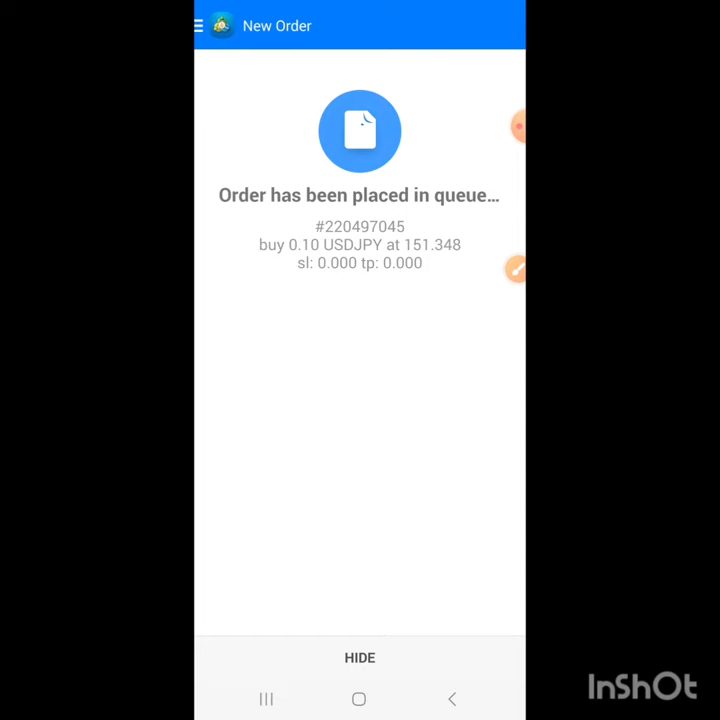 New Order
Order has been placed in queue...
#220497045
buy 0.10 USDJPY at 151.348
sl: 0.000 tp: 0.000
HIDE
InShOt